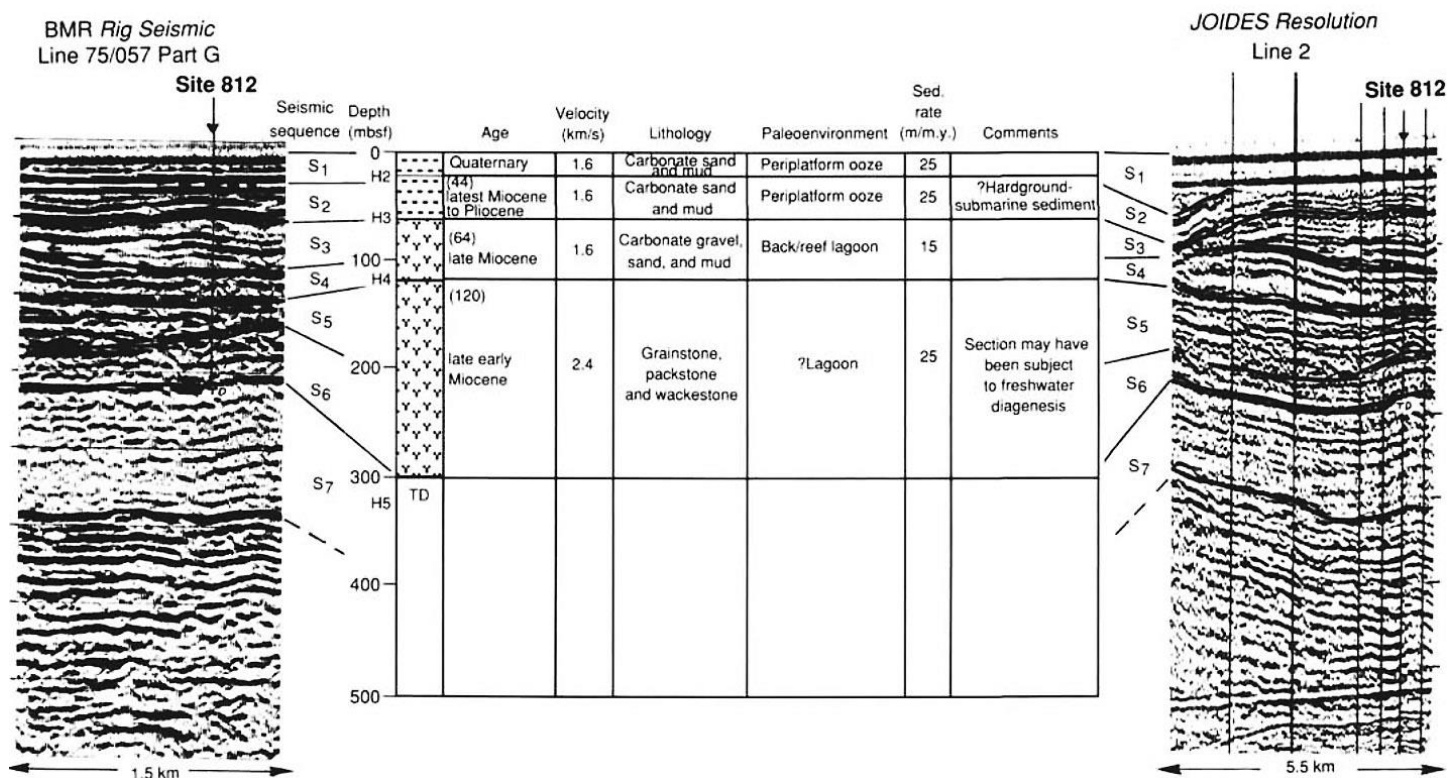 BMR Rig Seismic
Line 75/057 Part G
Site 812
JOIDES Resolution
Line 2
Site 812
Seismic sequence
Depth (mbsf)
Age
Velocity (km/s)
Lithology
Paleoenvironment
Sed. rate (m/m.y.)
Comments
0
Quaternary
1.6
Carbonate sand and mud
Periplatform ooze
25
(44)
latest Miocene
to Pliocene
1.6
Carbonate sand
and mud
Periplatform ooze
25
?Hardground-
submarine sediment
(64)
late Miocene
1.6
Carbonate gravel,
sand, and mud
Back/reef lagoon
15
(120)
late early
Miocene
2.4
Grainstone,
packstone
and wackestone
?Lagoon
25
Section may have
been subject
to freshwater
diagenesis
TD
100
200
300
400
500
H2
H3
H4
H5
S1
S2
S3
S4
S5
S6
S7
S1
S2
S3
S4
S5
S6
S7
1.5 km
5.5 km